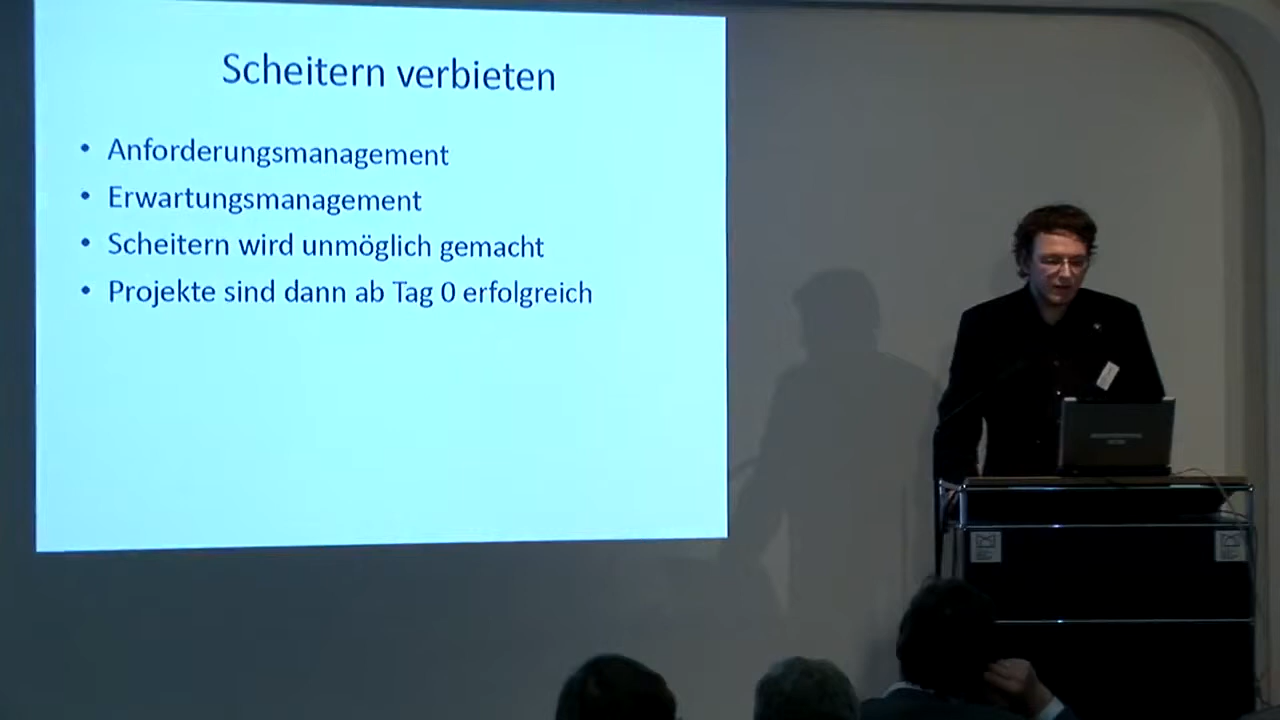 Scheitern verbieten
• Anforderungsmanagement
• Erwartungsmanagement
• Scheitern wird unmöglich gemacht
• Projekte sind dann ab Tag 0 erfolgreich